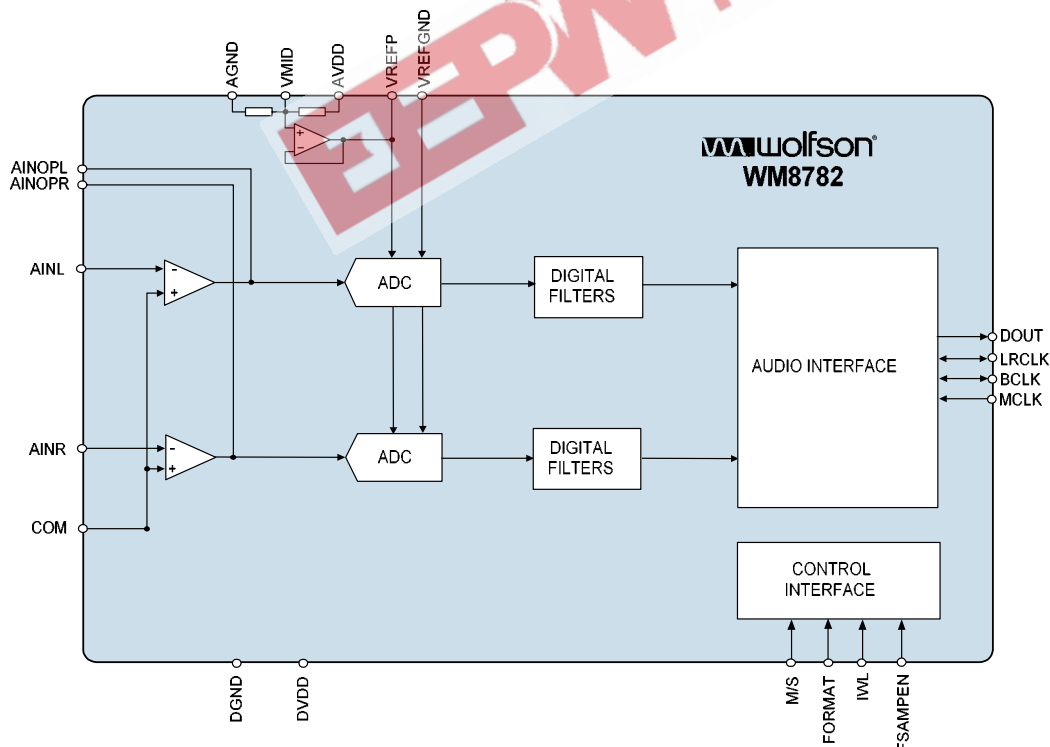 AGND
VMID
AVDD
VREFP
VREFGND
EEPW
wolfson®
WM8782
AINOPL
AINOPR
AINL
-
+
ADC
DIGITAL
FILTERS
AUDIO INTERFACE
DOUT
LRCLK
BCLK
MCLK
AINR
-
+
ADC
DIGITAL
FILTERS
COM
CONTROL
INTERFACE
DGND
DVDD
M/S
FORMAT
IWL
FSAMPEN